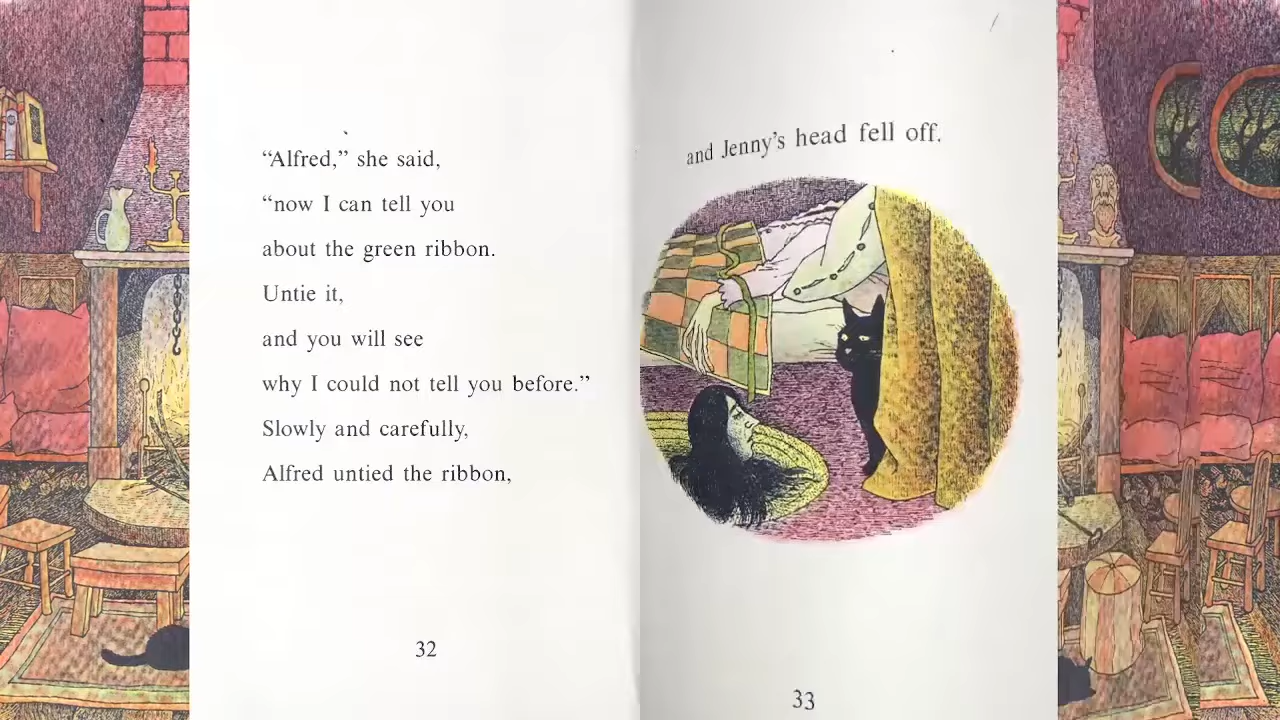 “Alfred,” she said,
“now I can tell you
about the green ribbon.
Untie it,
and you will see
why I could not tell you before.”
Slowly and carefully,
Alfred untied the ribbon,
32
and Jenny’s head fell off.
33